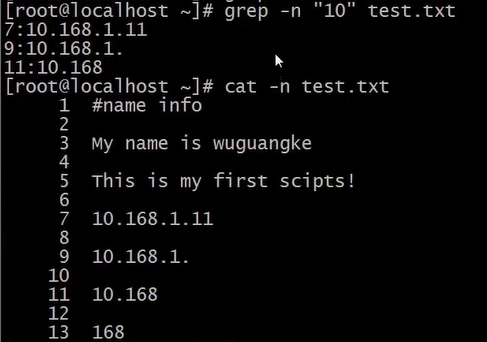 [root@localhost ~]# grep -n "10" test.txt
7:10.168.1.11
9:10.168.1.
11:10.168
[root@localhost ~]# cat -n test.txt
1 #name info
2
3 My name is wuguangke
4
5 This is my first scipts!
6
7 10.168.1.11
8
9 10.168.1.
10
11 10.168
12
13 168